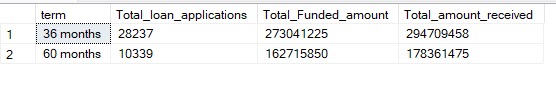 term Total_loan_applications Total_Funded_amount Total_amount_received
1 36 months 28237 273041225 294709458
2 60 months 10339 162715850 178361475